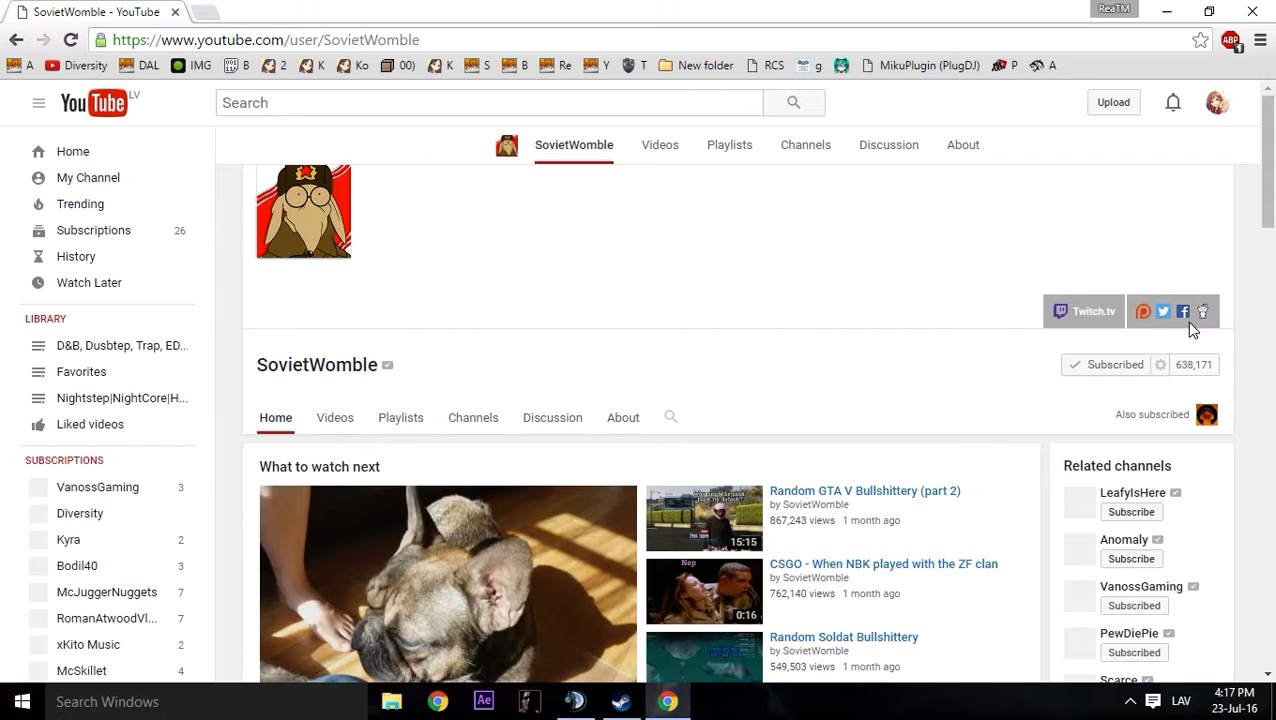 ReaTM
SovietWomble - YouTube
https://www.youtube.com/user/SovietWomble
ABP 1
A Diversity DAL IMG B 2 K Ko 00) K S B Re Y T New folder RCS g MikuPlugin (PlugDJ) P A
YouTube LV
Search
Upload
SovietWomble Videos Playlists Channels Discussion About
Home
My Channel
Trending
Subscriptions 26
History
Watch Later
LIBRARY
D&B, Dusbtep, Trap, ED...
Favorites
Nightstep|NightCore|H...
Liked videos
SUBSCRIPTIONS
VanossGaming 3
Diversity
Kyra 2
Bodil40 3
McJuggerNuggets 7
RomanAtwoodVl... 7
xKito Music 2
McSkillet 4
Twitch.tv
SovietWomble
Subscribed 638,171
Home Videos Playlists Channels Discussion About
Also subscribed
What to watch next
Random GTA V Bullshittery (part 2)
by SovietWomble
867,243 views 1 month ago
15:15
CSGO - When NBK played with the ZF clan
by SovietWomble
762,140 views 1 month ago
Nep
0:16
Random Soldat Bullshittery
by SovietWomble
549,503 views 1 month ago
Related channels
LeafyIsHere
Subscribe
Anomaly
Subscribe
VanossGaming
Subscribed
PewDiePie
Subscribed
Scarce
Search Windows
Ae
LAV
4:17 PM
23-Jul-16